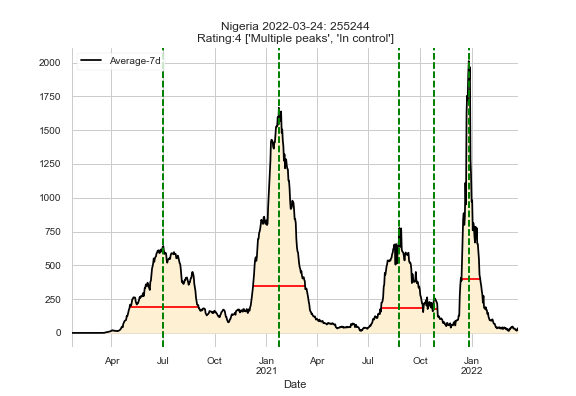 Nigeria 2022-03-24: 255244
Rating:4 ['Multiple peaks', 'In control']
Average-7d
2000
1750
1500
1250
1000
750
500
250
0
Apr Jul Oct Jan Apr Jul Oct Jan
2021 2022
Date